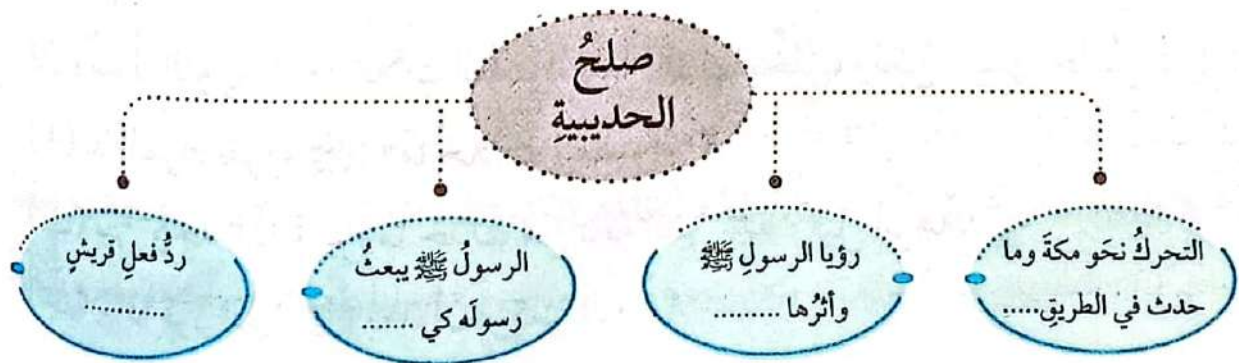 صلحُ
الحديبيةِ
التحركُ نحَو مكةَ وما
حدث في الطريقِ.....
رؤيا الرسولِ ﷺ
وأثرُها .........
الرسولُ ﷺ يبعثُ
رسولَه كي .......
ردُّ فعلِ قريشٍ
............